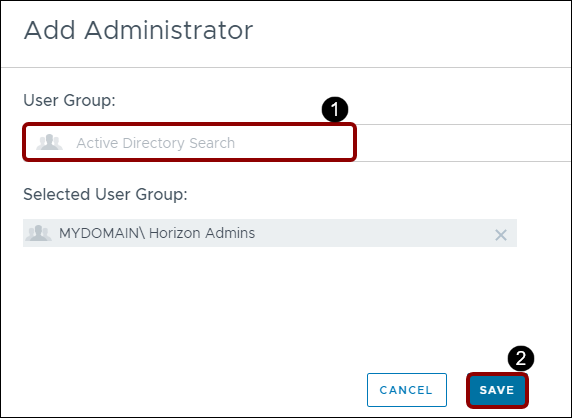 Add Administrator
User Group:
1
Active Directory Search
Selected User Group:
MYDOMAIN\ Horizon Admins
2
CANCEL SAVE